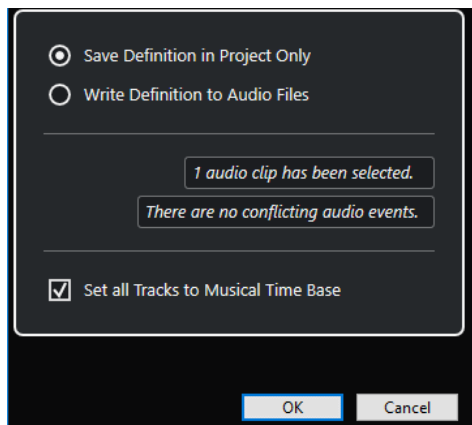 Save Definition in Project Only
Write Definition to Audio Files
1 audio clip has been selected.
There are no conflicting audio events.
Set all Tracks to Musical Time Base
OK Cancel